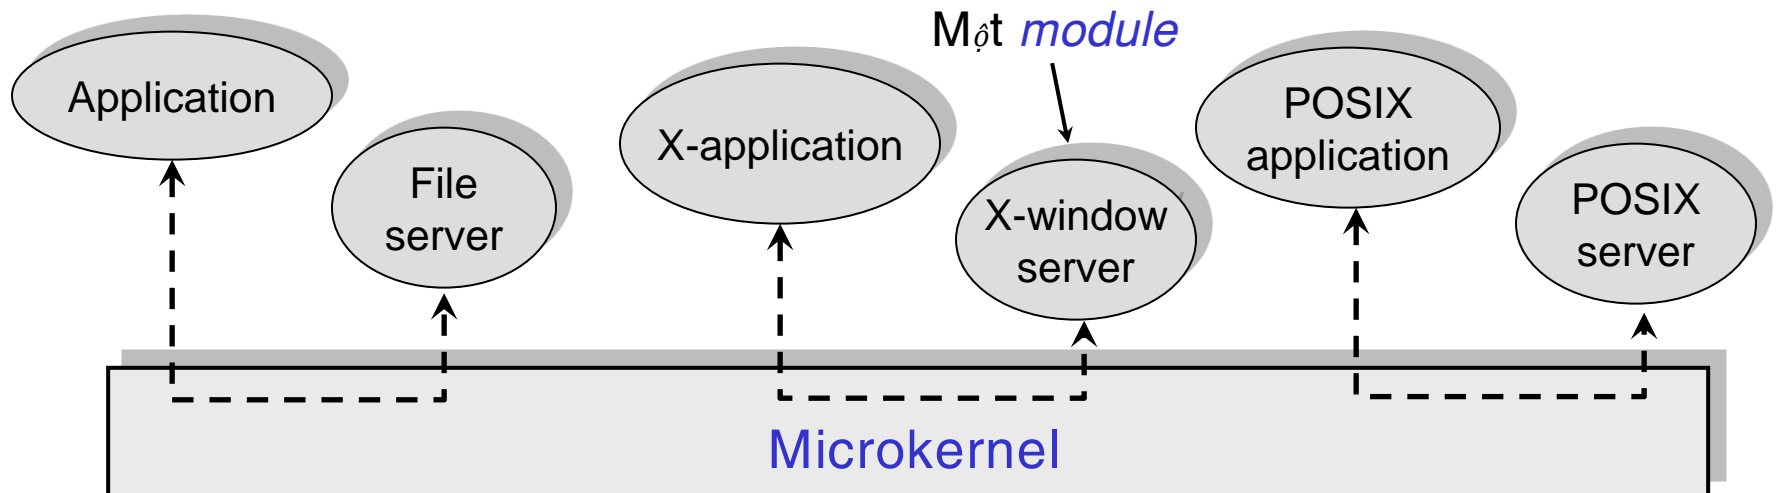 Một module
Application
X-application
POSIX
application
File
server
X-window
server
POSIX
server
Microkernel